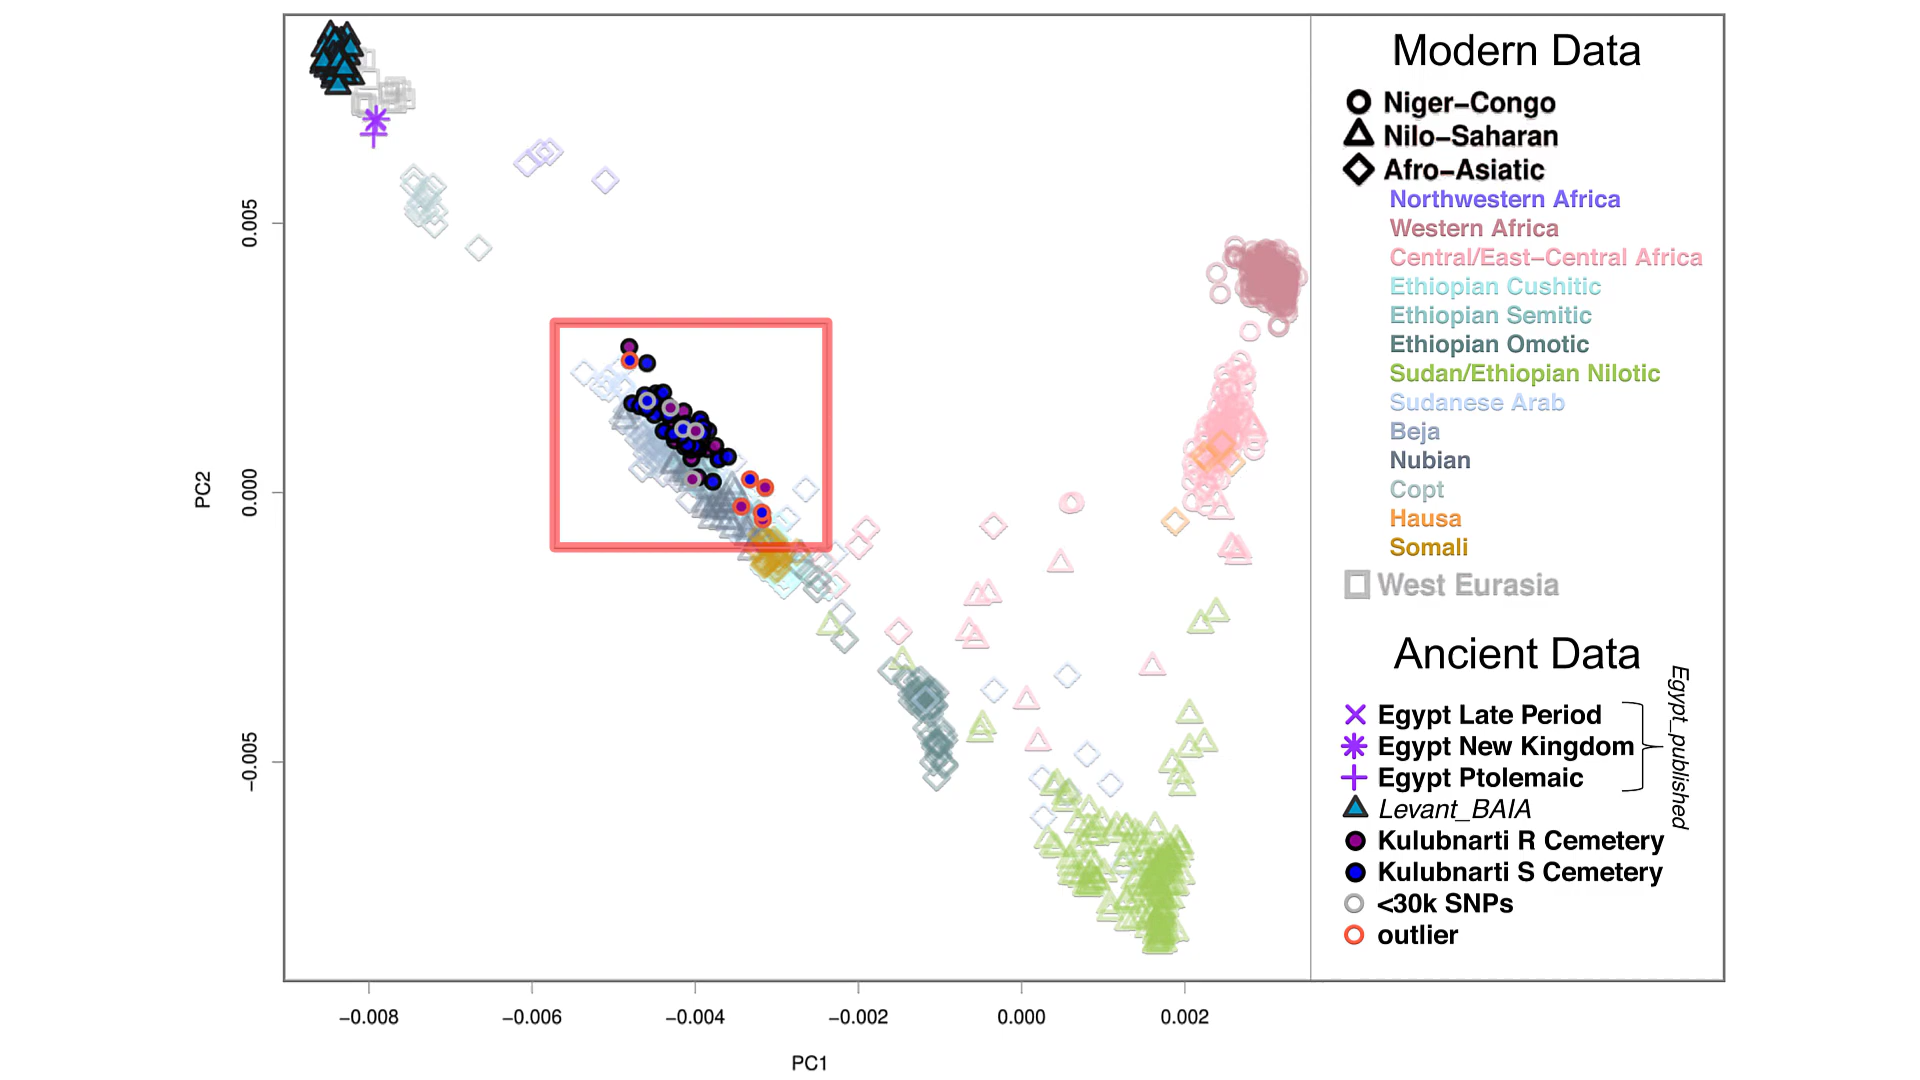 Modern Data
Niger−Congo
Nilo−Saharan
Afro−Asiatic
Northwestern Africa
Western Africa
Central/East−Central Africa
Ethiopian Cushitic
Ethiopian Semitic
Ethiopian Omotic
Sudan/Ethiopian Nilotic
Sudanese Arab
Beja
Nubian
Copt
Hausa
Somali
West Eurasia
Ancient Data
Egypt Late Period
Egypt New Kingdom
Egypt Ptolemaic
Egypt_published
Levant_BAIA
Kulubnarti R Cemetery
Kulubnarti S Cemetery
<30k SNPs
outlier
PC2
0.005
0.000
−0.005
−0.008 −0.006 −0.004 −0.002 0.000 0.002
PC1